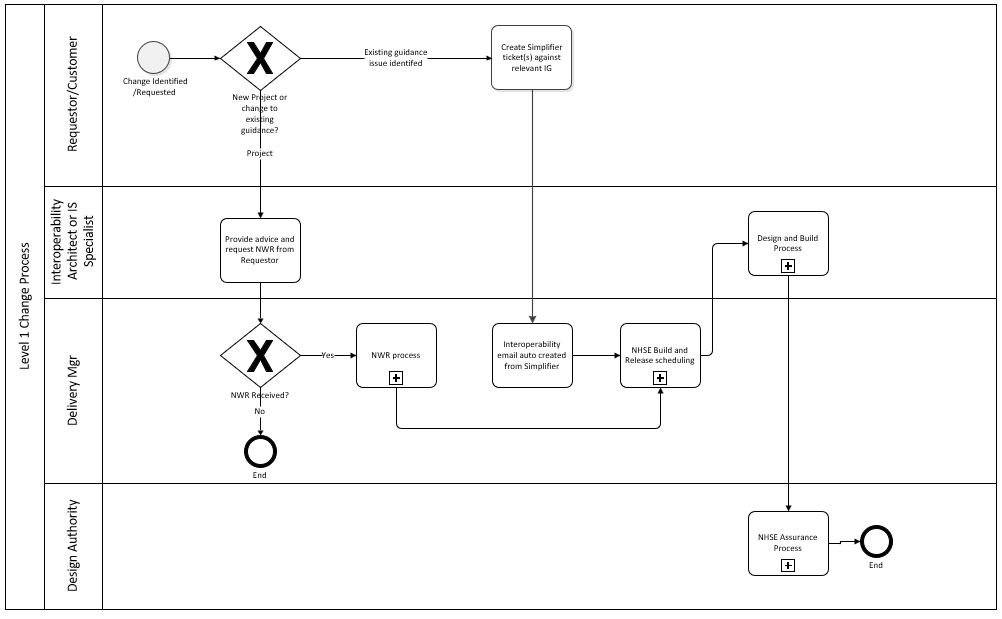 Level 1 Change Process
Requestor/Customer
Change Identified
/Requested
New Project or
change to
existing
guidance?
Existing guidance
issue identifed
Create Simplifier
ticket(s) against
relevant IG
Project
Interoperability
Architect or IS
Specialist
Provide advice and
request NWR from
Requestor
Design and Build
Process
Delivery Mgr
NWR Received?
Yes
No
End
NWR process
Interoperability
email auto created
from Simplifier
NHSE Build and
Release scheduling
Design Authority
NHSE Assurance
Process
End